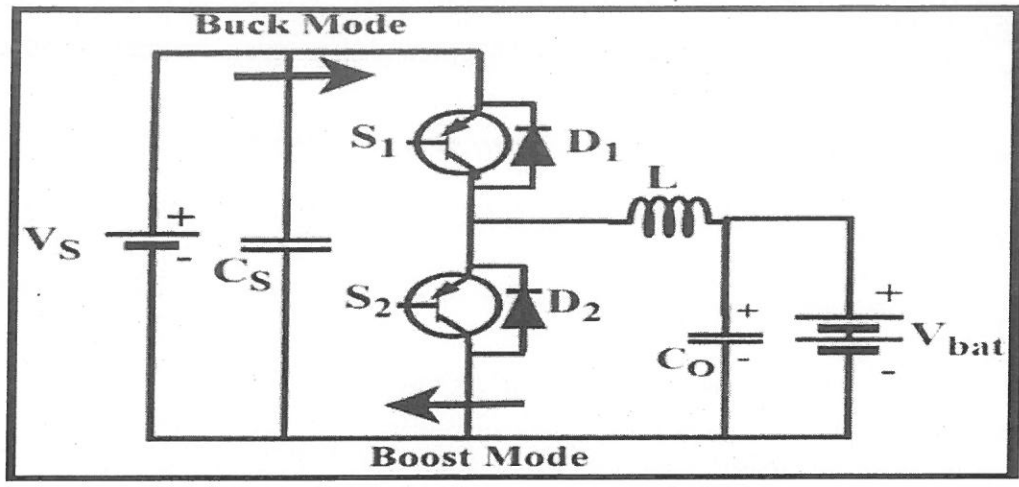 Buck Mode
S1
D1
L
VS
+
-
CS
S2
D2
+
-
CO
+
-
Vbat
Boost Mode